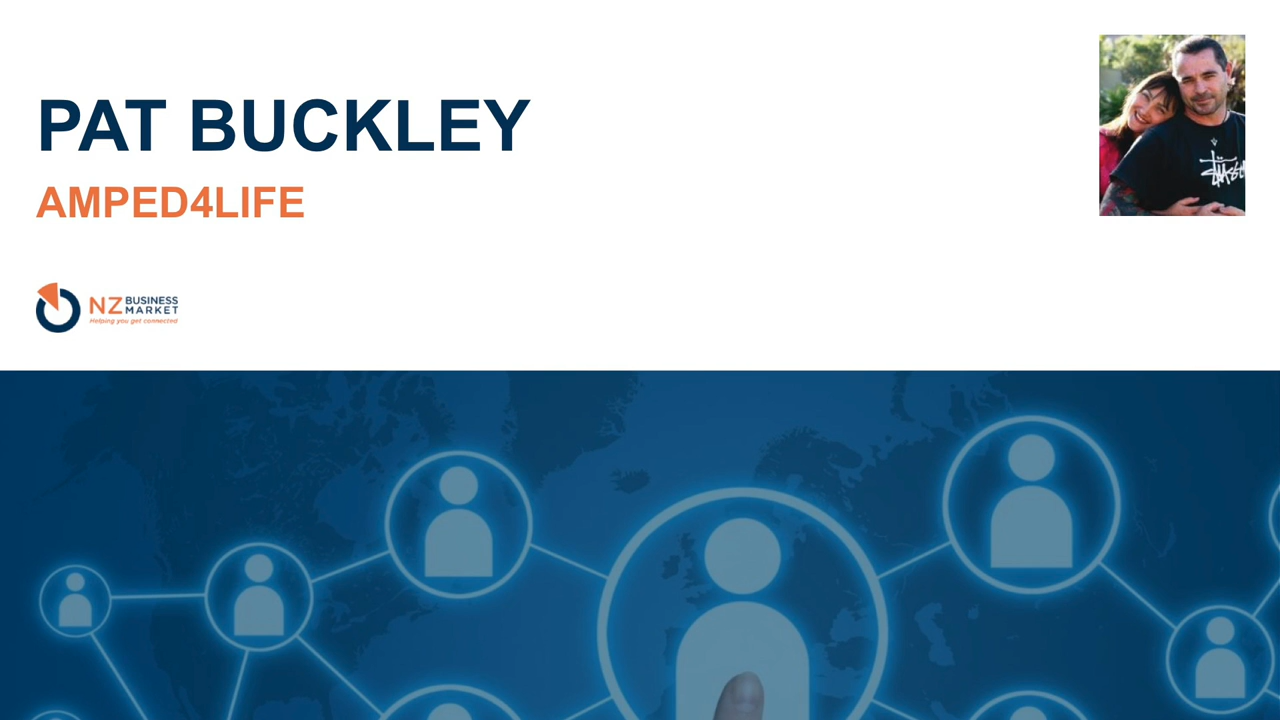 PAT BUCKLEY
AMPED4LIFE
NZ BUSINESS
MARKET
Helping you get connected